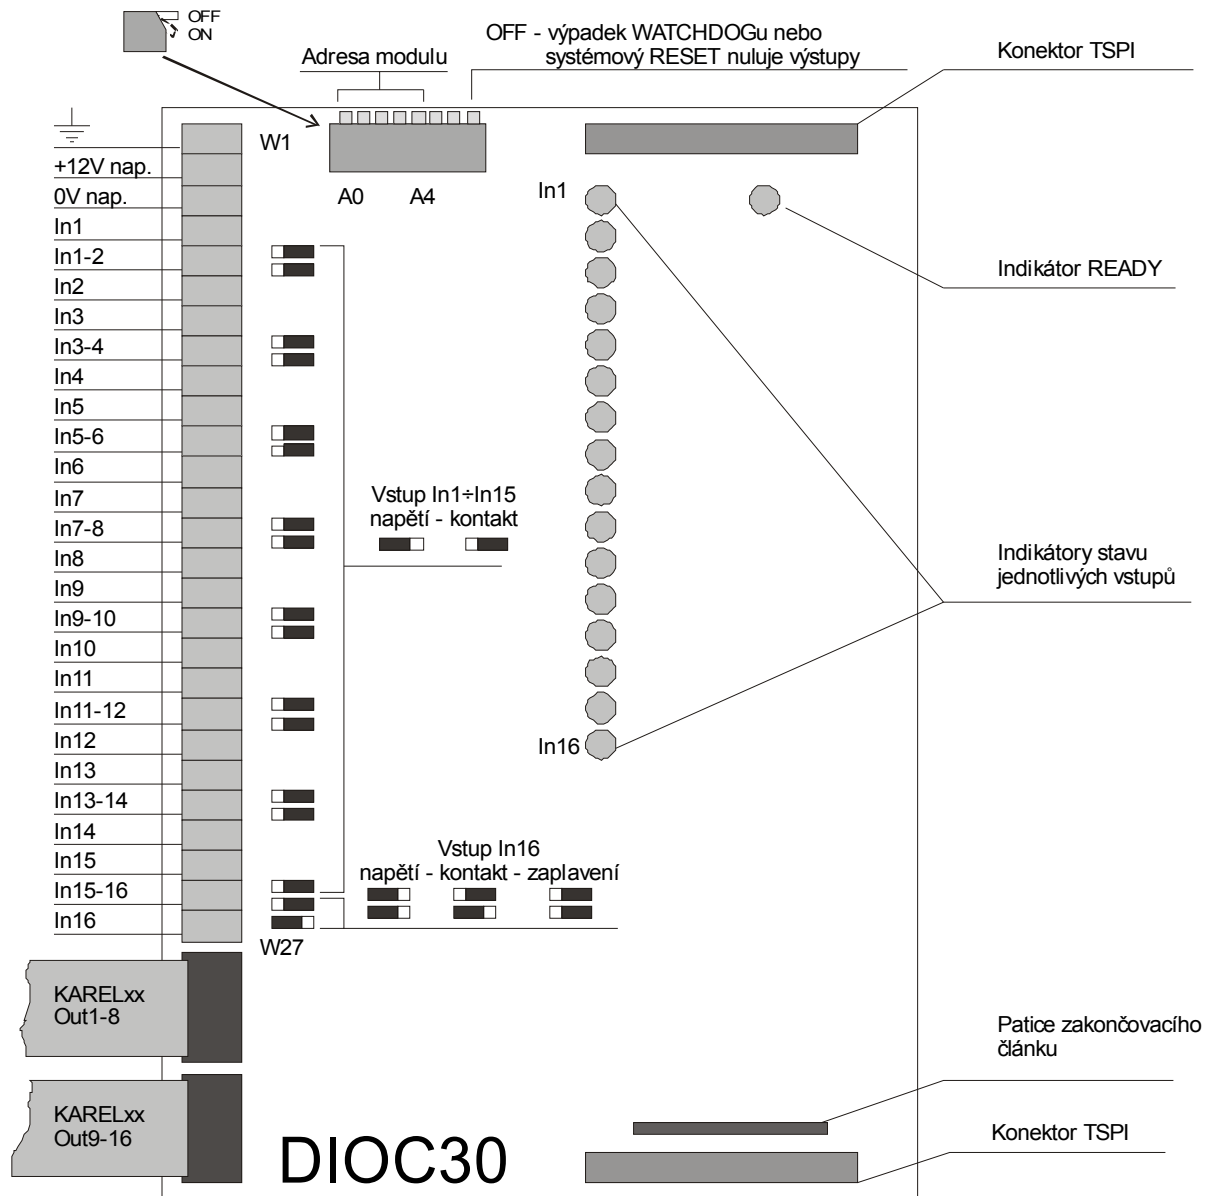 OFF
ON
Adresa modulu
OFF - výpadek WATCHDOGu nebo
systémový RESET nuluje výstupy
Konektor TSPI
W1
A0
A4
+12V nap.
0V nap.
In1
In1-2
In2
In3
In3-4
In4
In5
In5-6
In6
In7
In7-8
In8
In9
In9-10
In10
In11
In11-12
In12
In13
In13-14
In14
In15
In15-16
In16
W27
In1
Indikátor READY
Vstup In1÷In15
napětí - kontakt
Indikátory stavu
jednotlivých vstupů
In16
Vstup In16
napětí - kontakt - zaplavení
KARELxx
Out1-8
KARELxx
Out9-16
DIOC30
Patice zakončovacího
článku
Konektor TSPI